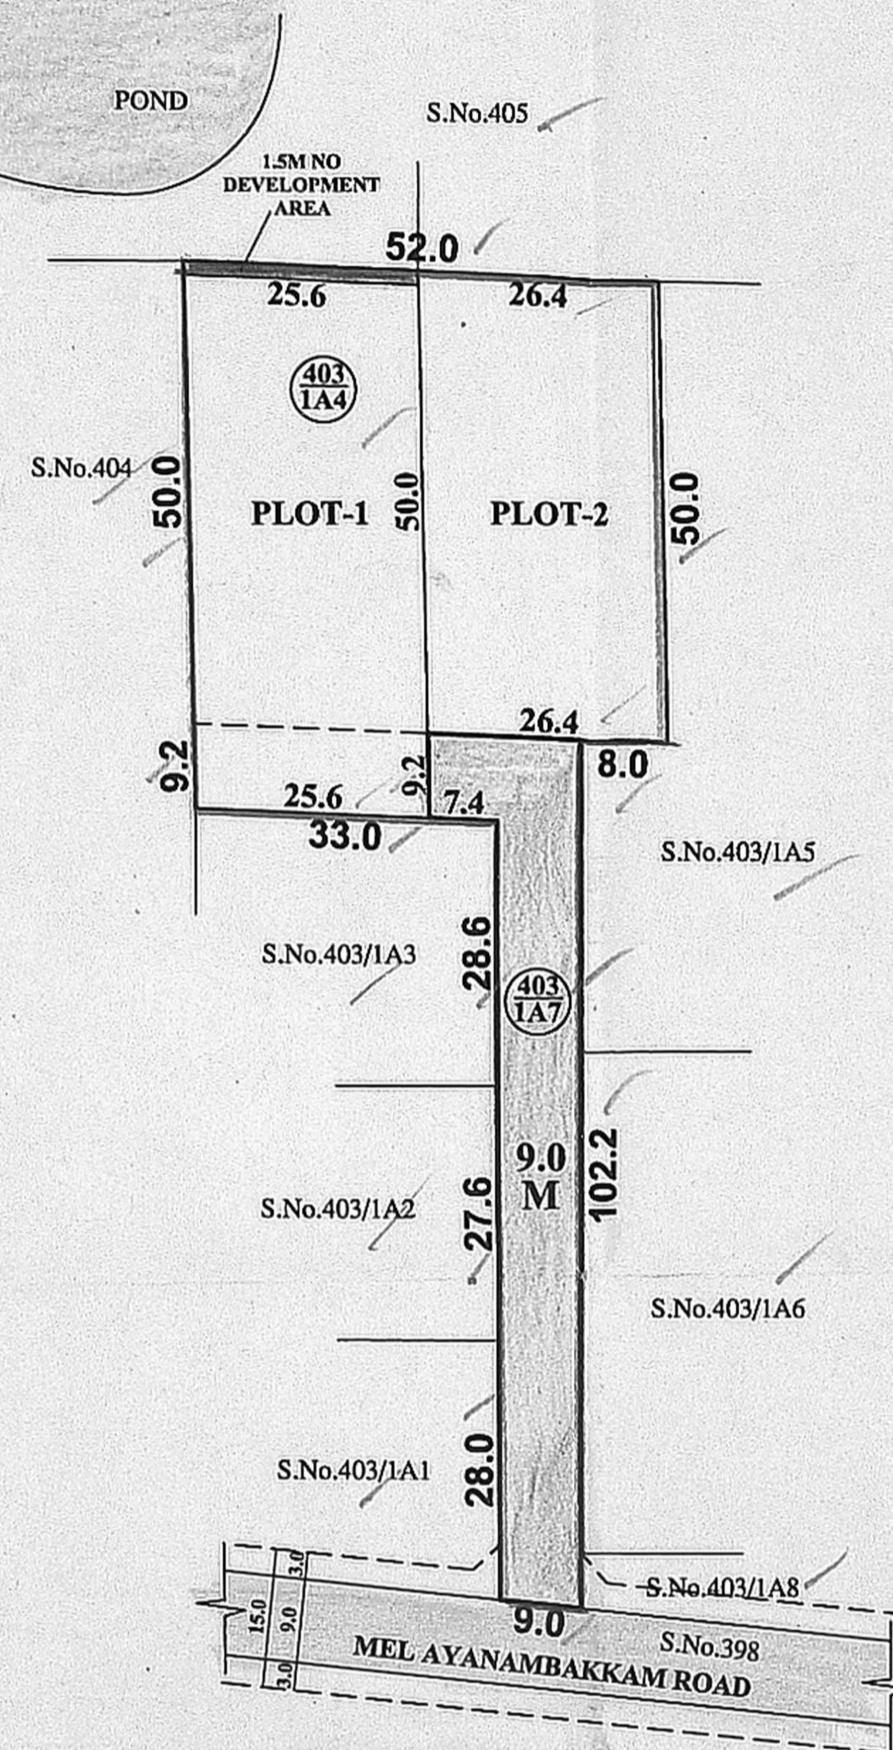 POND
S.No.405
1.5M NO
DEVELOPMENT
AREA
52.0
25.6
26.4
403
1A4
S.No.404
50.0
PLOT-1
50.0
PLOT-2
50.0
26.4
9.2
9.2
8.0
25.6
7.4
33.0
S.No.403/1A5
28.6
S.No.403/1A3
403
1A7
9.0
M
102.2
27.6
S.No.403/1A2
S.No.403/1A6
28.0
S.No.403/1A1
3.0
S.No.403/1A8
15.0
9.0
9.0
S.No.398
MEL AYANAMBAKKAM ROAD
3.0